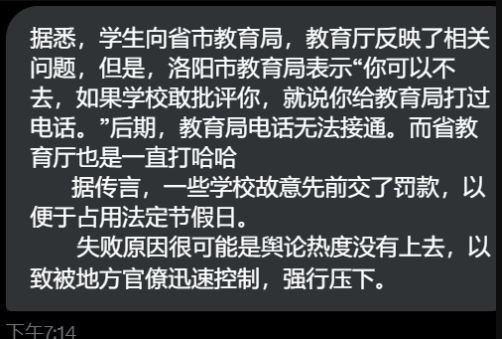 据悉，学生向省市教育局，教育厅反映了相关
问题，但是，洛阳市教育局表示“你可以不
去，如果学校敢批评你，就说你给教育局打过
电话。”后期，教育局电话无法接通。而省教
育厅也是一直打哈哈
据传言，一些学校故意先前交了罚款，以
便于占用法定节假日。
失败原因很可能是舆论热度没有上去，以
致被地方官僚迅速控制，强行压下。
下午7:14